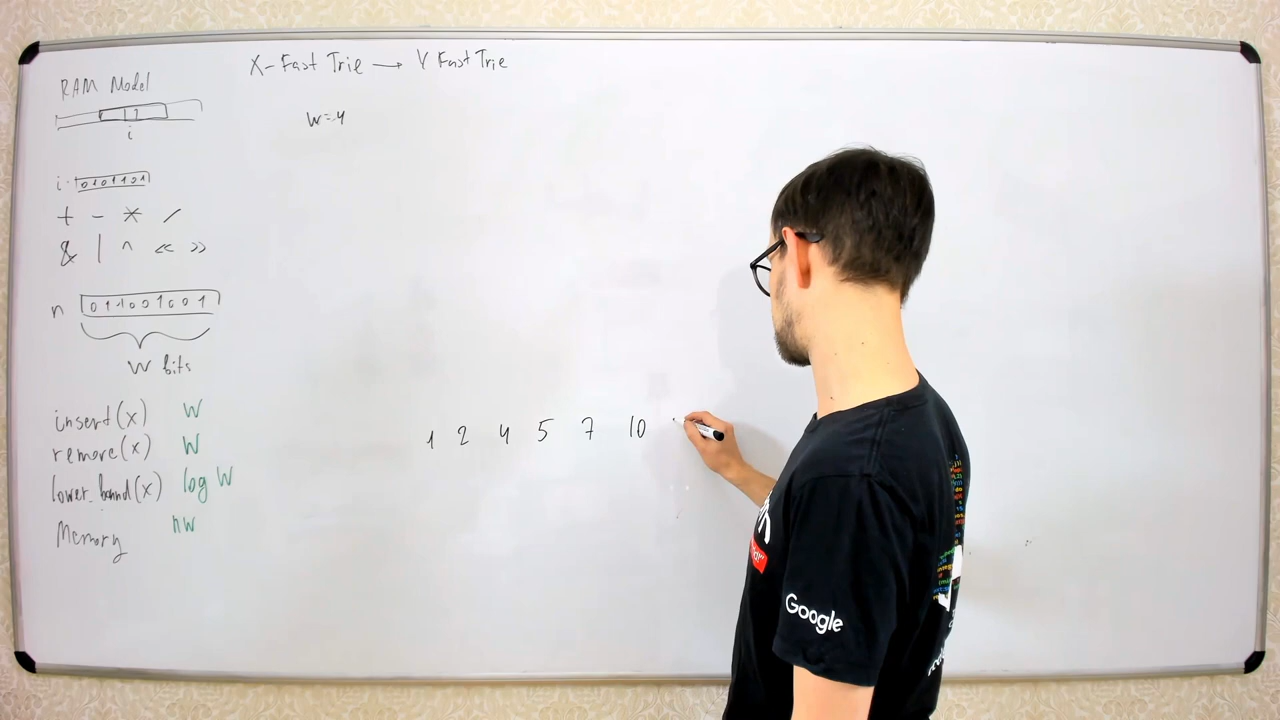 X-Fast Trie → Y Fast Trie
RAM Model
i
W=4
i 0101101
+ - * /
& | ^ << >>
n 011001001
W bits
insert(x) W
remove(x) W
lower_bound(x) log W
Memory nW
1 2 4 5 7 10
Google